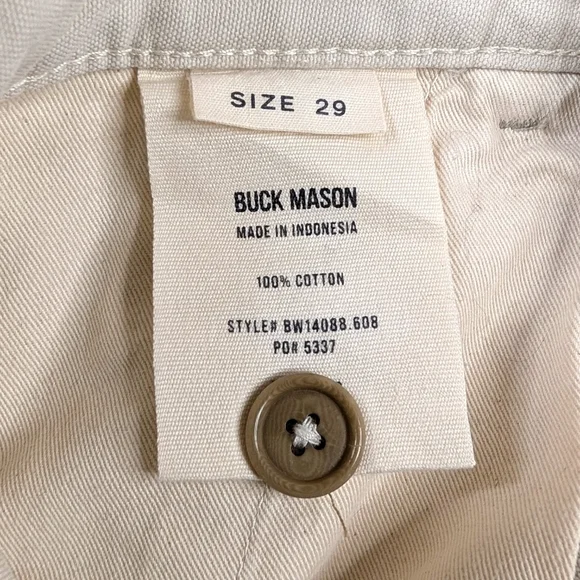 SIZE 29
BUCK MASON
MADE IN INDONESIA
100% COTTON
STYLE# BW14088.608
PO# 5337